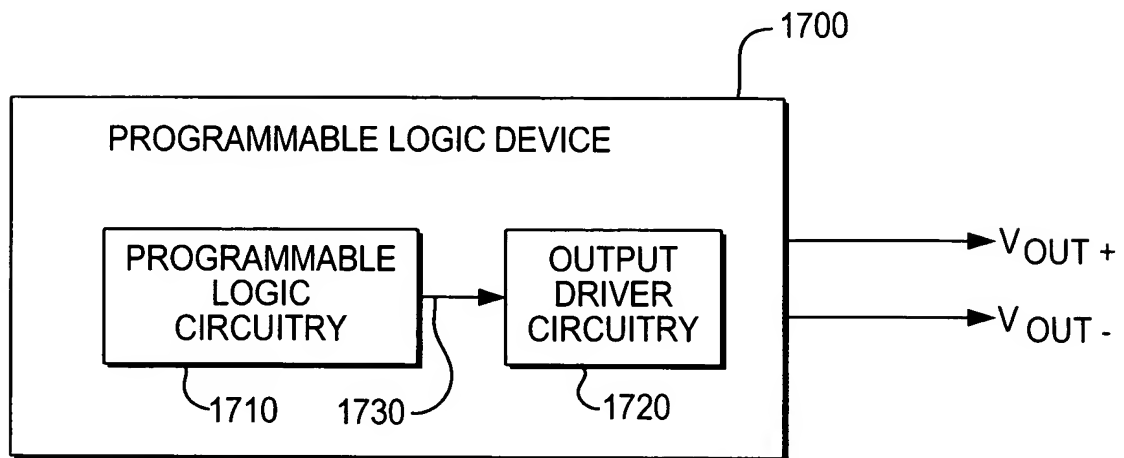 1700
PROGRAMMABLE LOGIC DEVICE
PROGRAMMABLE
LOGIC
CIRCUITRY
OUTPUT
DRIVER
CIRCUITRY
VOUT +
VOUT -
1710
1730
1720